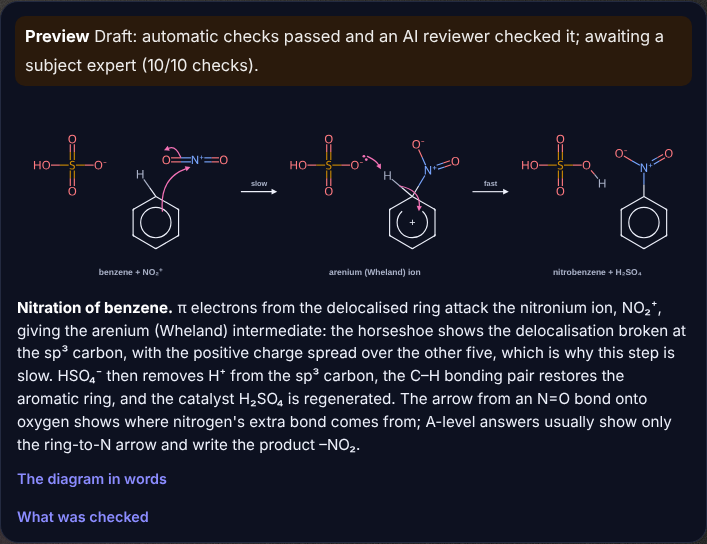 Preview Draft: automatic checks passed and an AI reviewer checked it; awaiting a
subject expert (10/10 checks).
HO S O O O⁻
H
O N⁺ O
slow
HO S O O O⁻
H
O⁻ N⁺ O
+
fast
HO S O O O
H
O⁻ N⁺ O
benzene + NO₂⁺
arenium (Wheland) ion
nitrobenzene + H₂SO₄
Nitration of benzene. π electrons from the delocalised ring attack the nitronium ion, NO₂⁺,
giving the arenium (Wheland) intermediate: the horseshoe shows the delocalisation broken at
the sp³ carbon, with the positive charge spread over the other five, which is why this step is
slow. HSO₄⁻ then removes H⁺ from the sp³ carbon, the C–H bonding pair restores the
aromatic ring, and the catalyst H₂SO₄ is regenerated. The arrow from an N=O bond onto
oxygen shows where nitrogen's extra bond comes from; A-level answers usually show only
the ring-to-N arrow and write the product –NO₂.
The diagram in words
What was checked